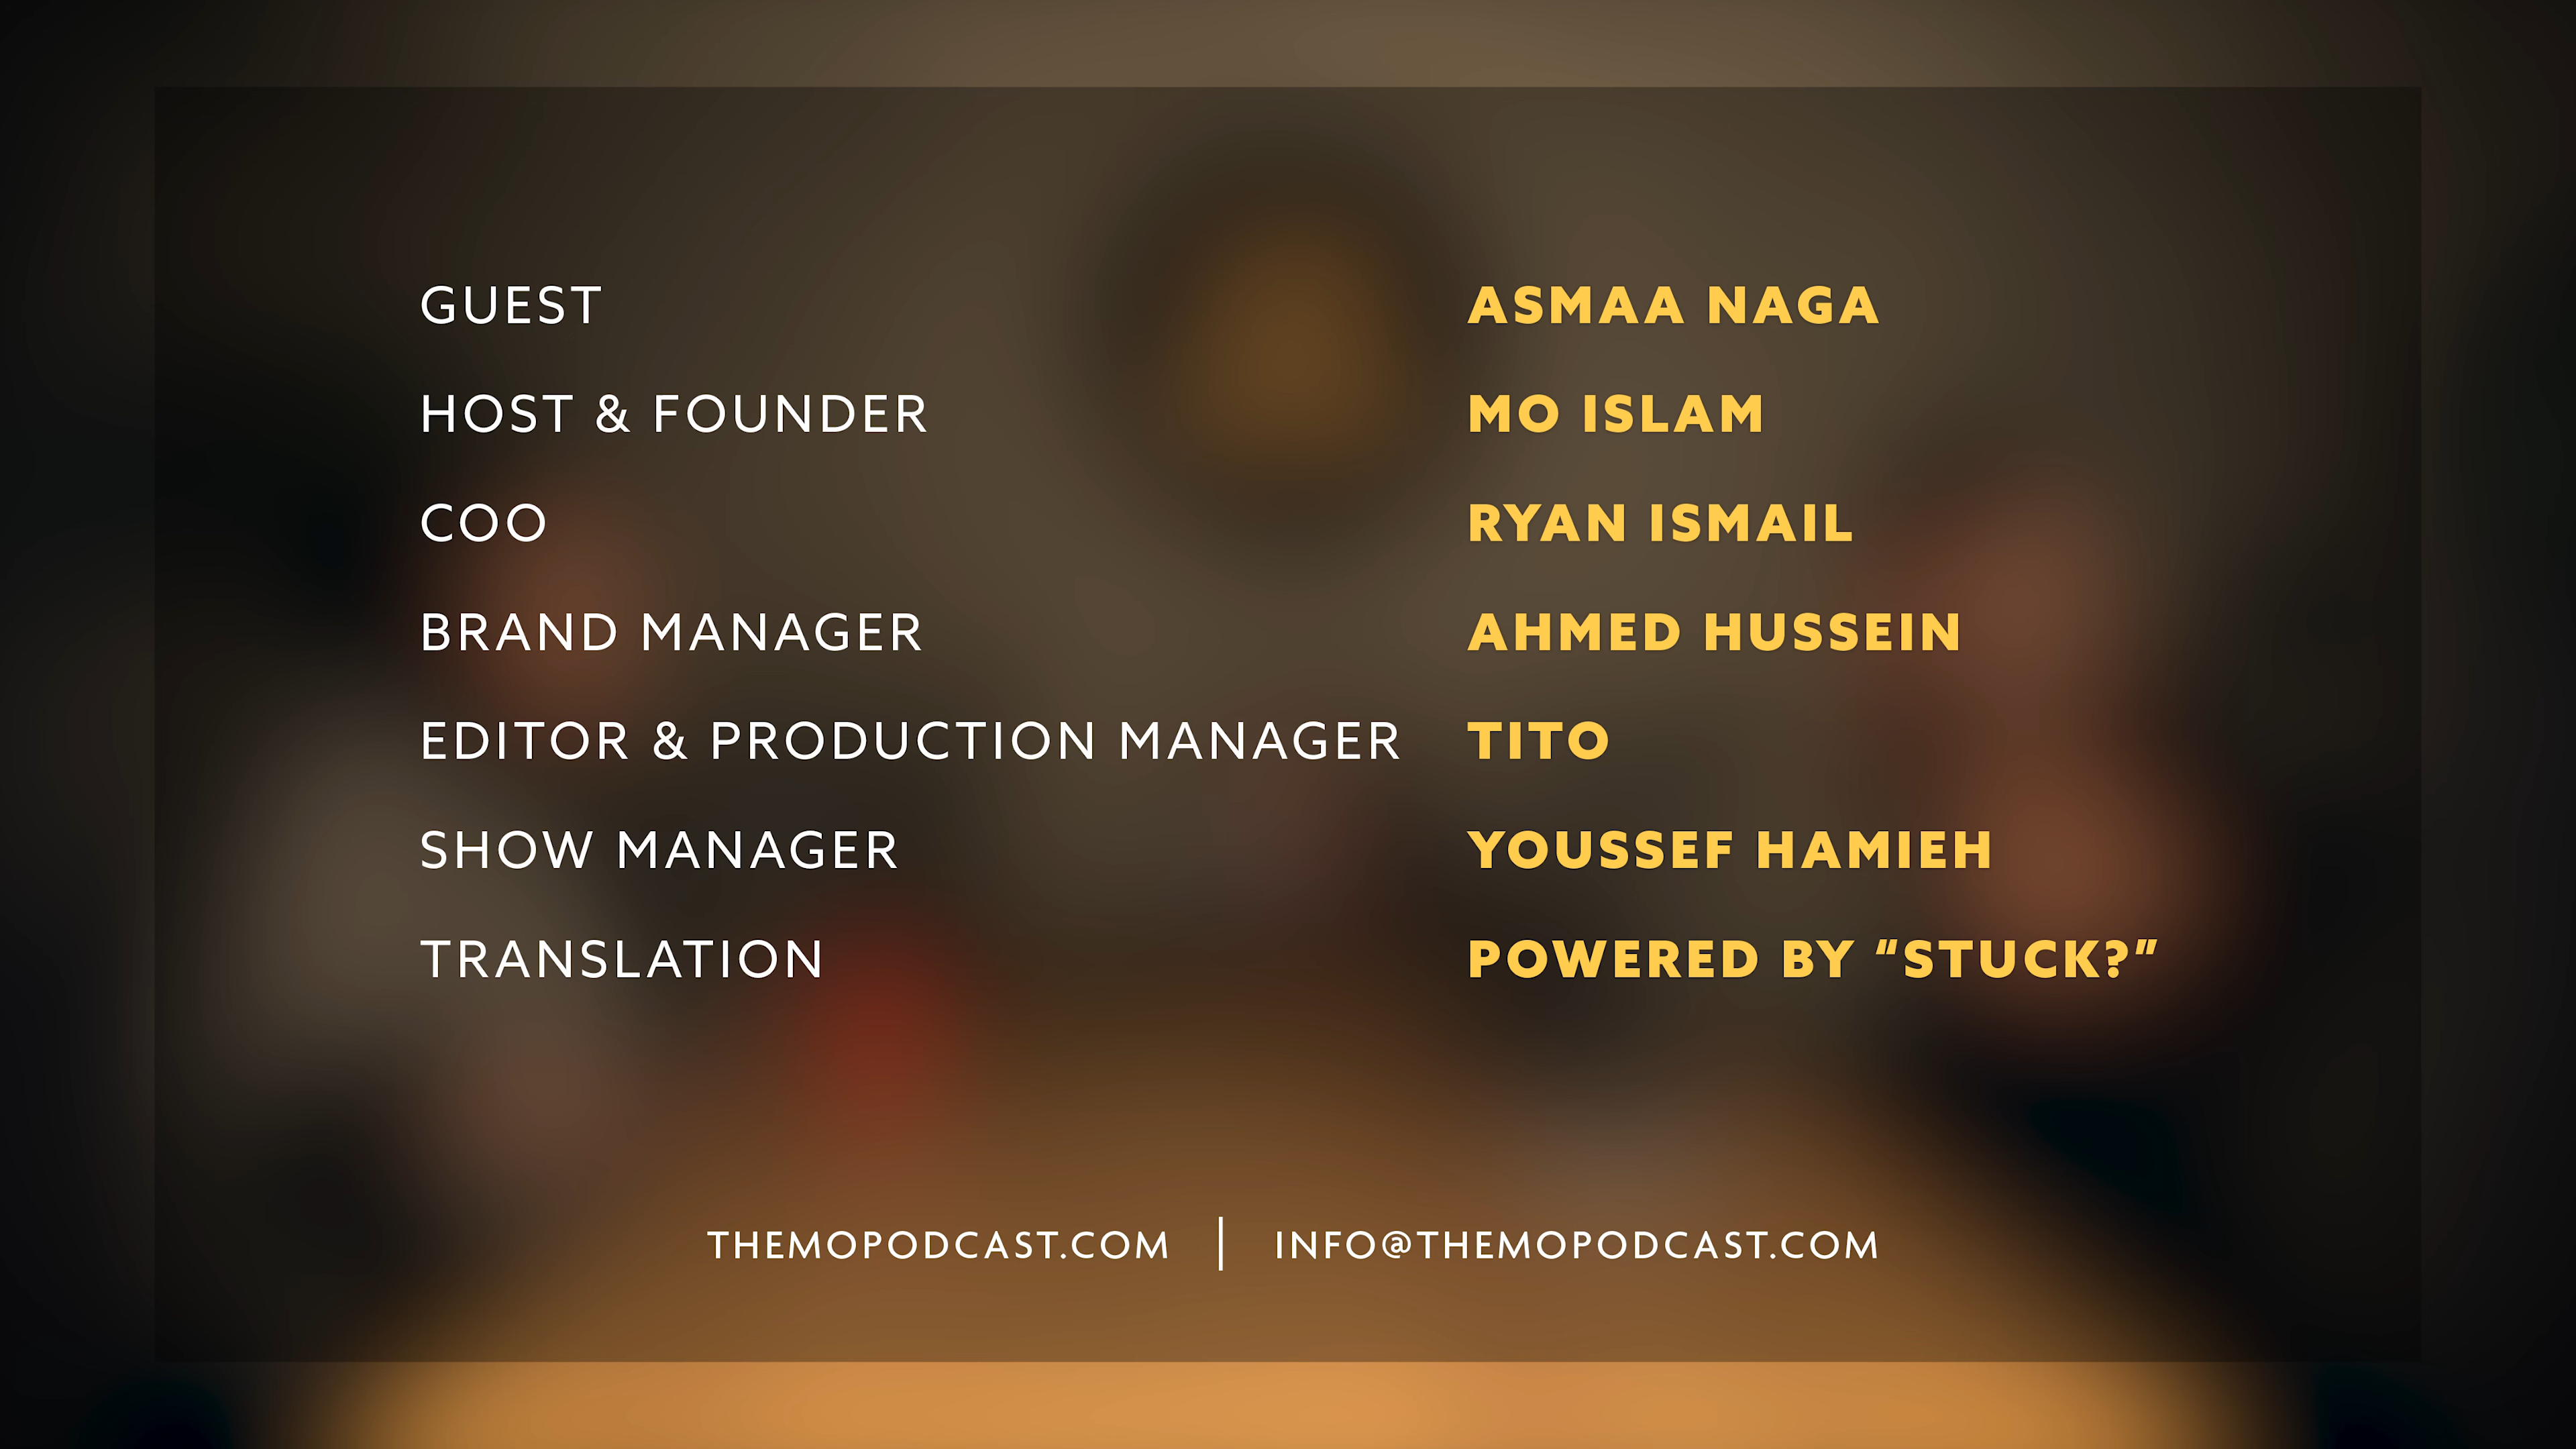 GUEST ASMAA NAGA
HOST & FOUNDER MO ISLAM
COO RYAN ISMAIL
BRAND MANAGER AHMED HUSSEIN
EDITOR & PRODUCTION MANAGER TITO
SHOW MANAGER YOUSSEF HAMIEH
TRANSLATION POWERED BY “STUCK?”
THEMOPODCAST.COM | INFO@THEMOPODCAST.COM